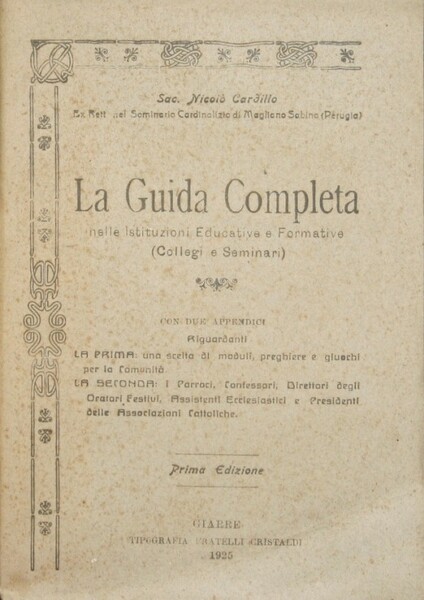 Sac. Nicolò Cardillo
Ex Rett. nel Seminario Cardinalizio di Magliano Sabino (Perugia)
La Guida Completa
nelle Istituzioni Educative e Formative
(Collegi e Seminari)
CON DUE APPENDICI
Riguardanti
LA PRIMA: una scelta di moduli, preghiere e giuochi
per la Comunità.
LA SECONDA: i Parroci, Confessori, Direttori degli
Oratori Festivi, Assistenti Ecclesiastici e Presidenti
delle Associazioni Cattoliche.
Prima Edizione
GIARRE
TIPOGRAFIA FRATELLI CRISTALDI
1925